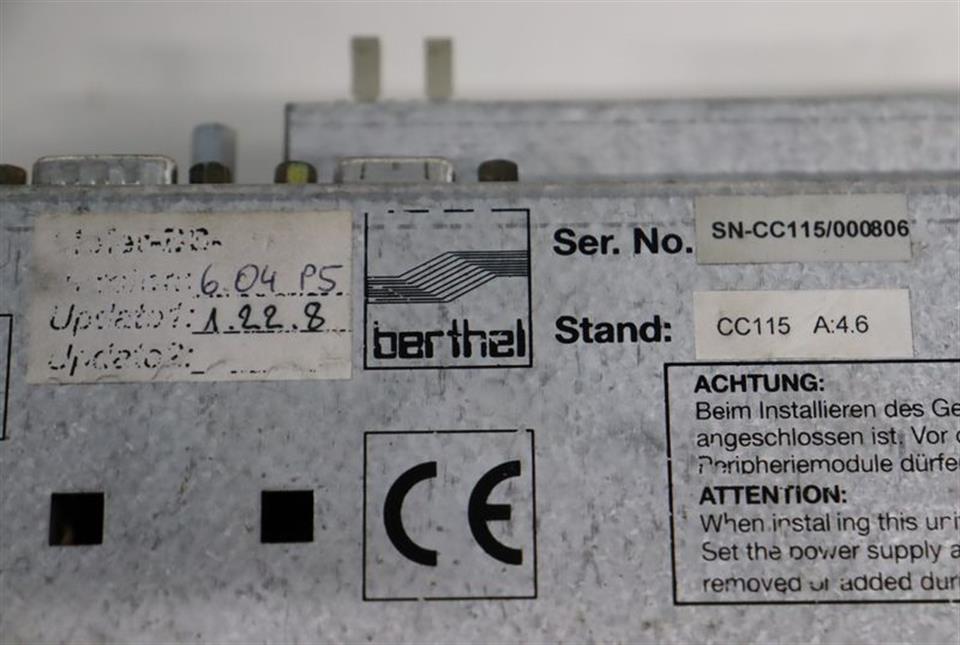 6.04 P5
Update1: 1.22.8
Update2:
berthel
Ser. No. SN-CC115/000806
Stand: CC115 A:4.6
CE
ACHTUNG:
Beim Installieren des Ge
angeschlossen ist. Vor
Peripheriemodule dürfe
ATTENTION:
When installing this uni
Set the power supply a
removed or added dur